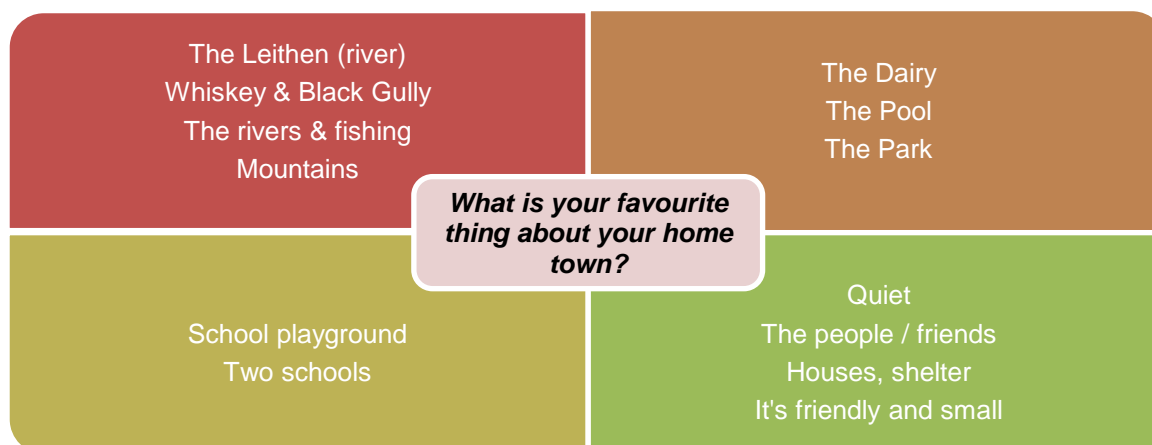 The Leithen (river)
Whiskey & Black Gully
The rivers & fishing
Mountains
The Dairy
The Pool
The Park
What is your favourite
thing about your home
town?
School playground
Two schools
Quiet
The people / friends
Houses, shelter
It's friendly and small